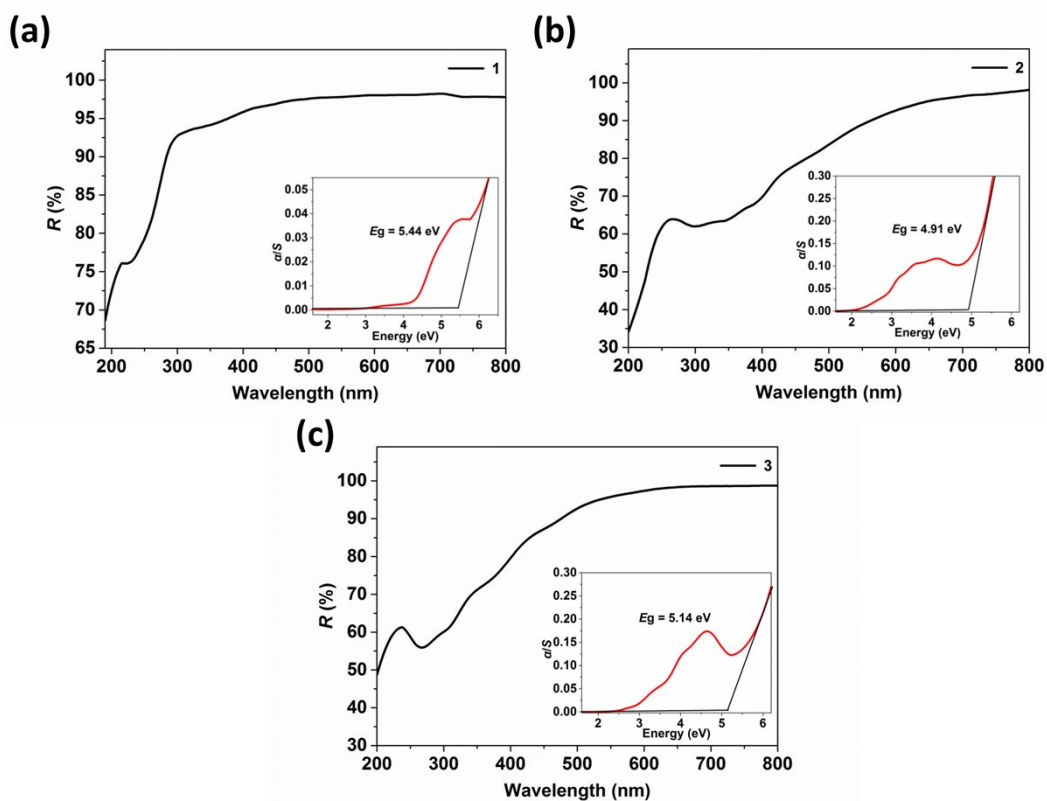 (a)
1
R (%)
100
95
90
85
80
75
70
65
200 300 400 500 600 700 800
Wavelength (nm)
α/S
0.05
0.04
0.03
0.02
0.01
0.00
Eg = 5.44 eV
2 3 4 5 6
Energy (eV)
(b)
2
R (%)
100
90
80
70
60
50
40
30
200 300 400 500 600 700 800
Wavelength (nm)
α/S
0.30
0.25
0.20
0.15
0.10
0.05
0.00
Eg = 4.91 eV
2 3 4 5 6
Energy (eV)
(c)
3
R (%)
100
90
80
70
60
50
40
30
200 300 400 500 600 700 800
Wavelength (nm)
α/S
0.30
0.25
0.20
0.15
0.10
0.05
0.00
Eg = 5.14 eV
2 3 4 5 6
Energy (eV)